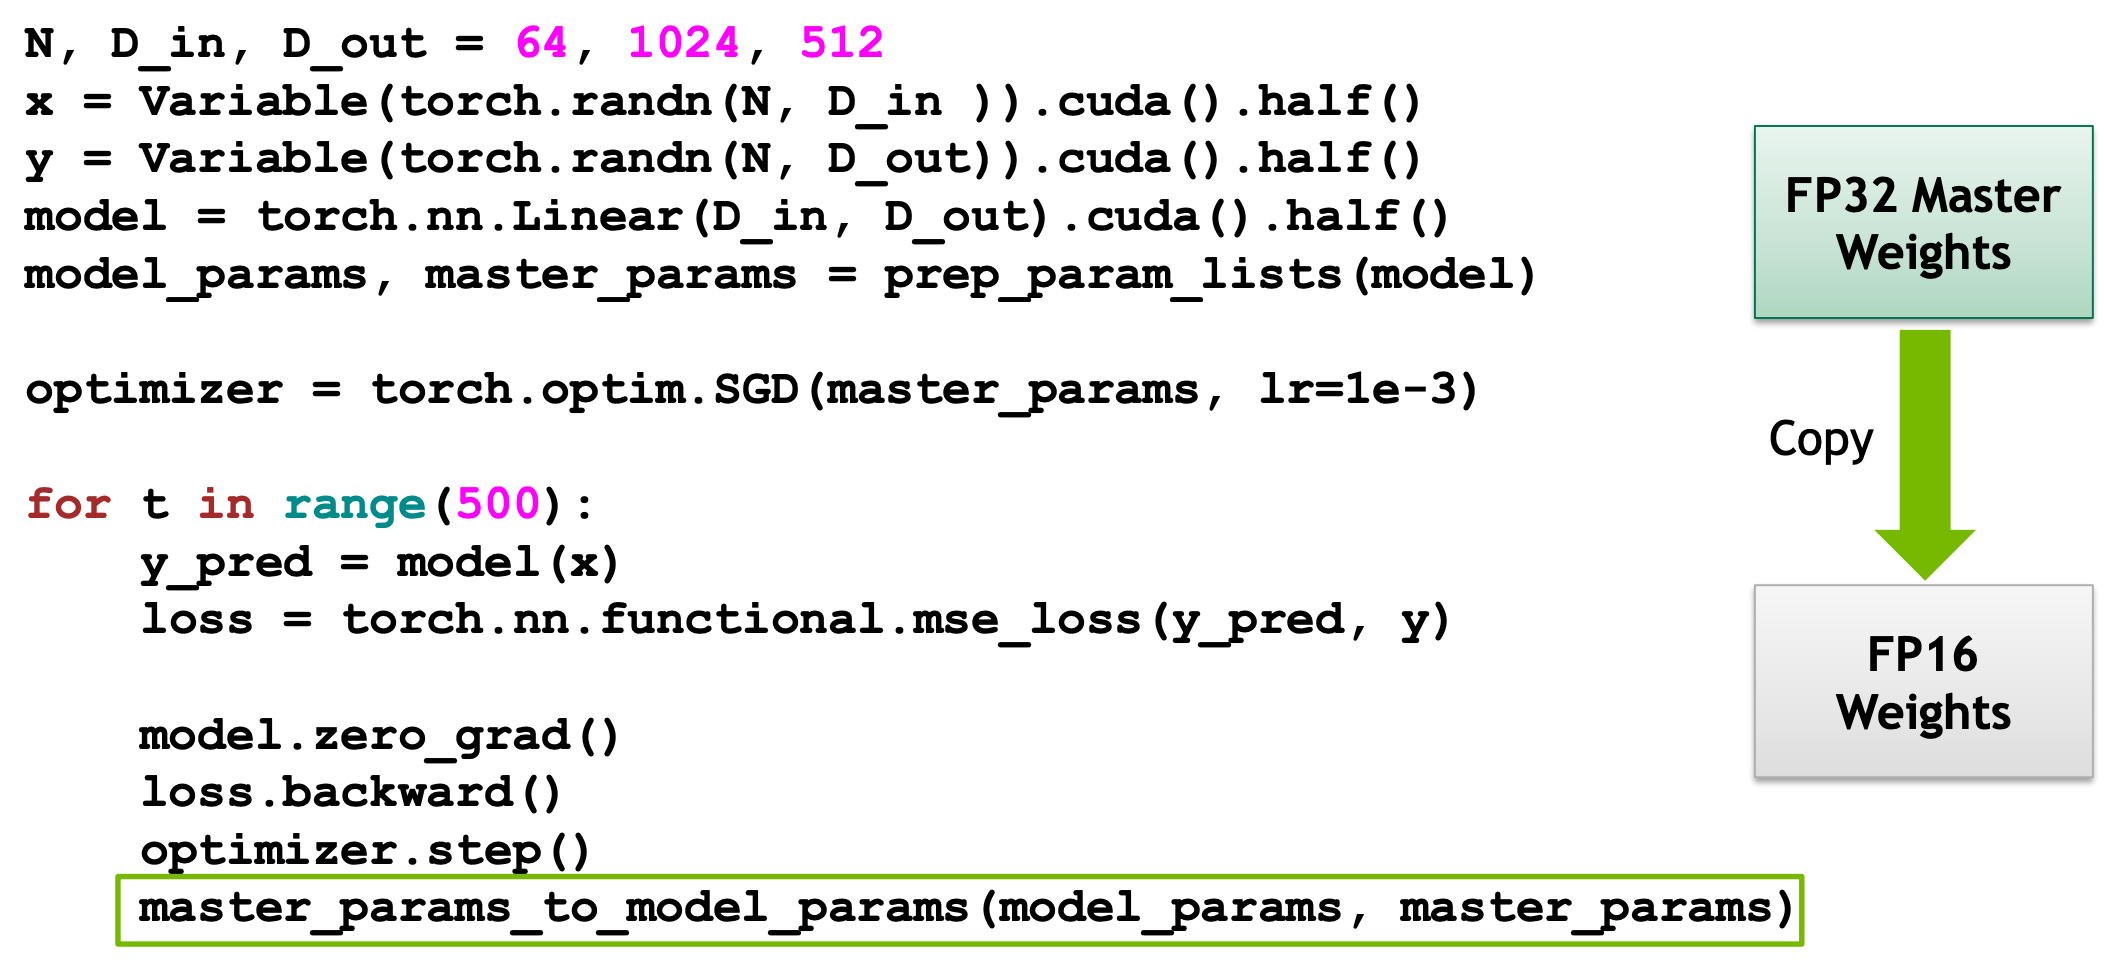 N, D_in, D_out = 64, 1024, 512
x = Variable(torch.randn(N, D_in )).cuda().half()
y = Variable(torch.randn(N, D_out)).cuda().half()
model = torch.nn.Linear(D_in, D_out).cuda().half()
model_params, master_params = prep_param_lists(model)
optimizer = torch.optim.SGD(master_params, lr=1e-3)
for t in range(500):
    y_pred = model(x)
    loss = torch.nn.functional.mse_loss(y_pred, y)
    model.zero_grad()
    loss.backward()
    optimizer.step()
    master_params_to_model_params(model_params, master_params)
FP32 Master
Weights
Copy
FP16
Weights